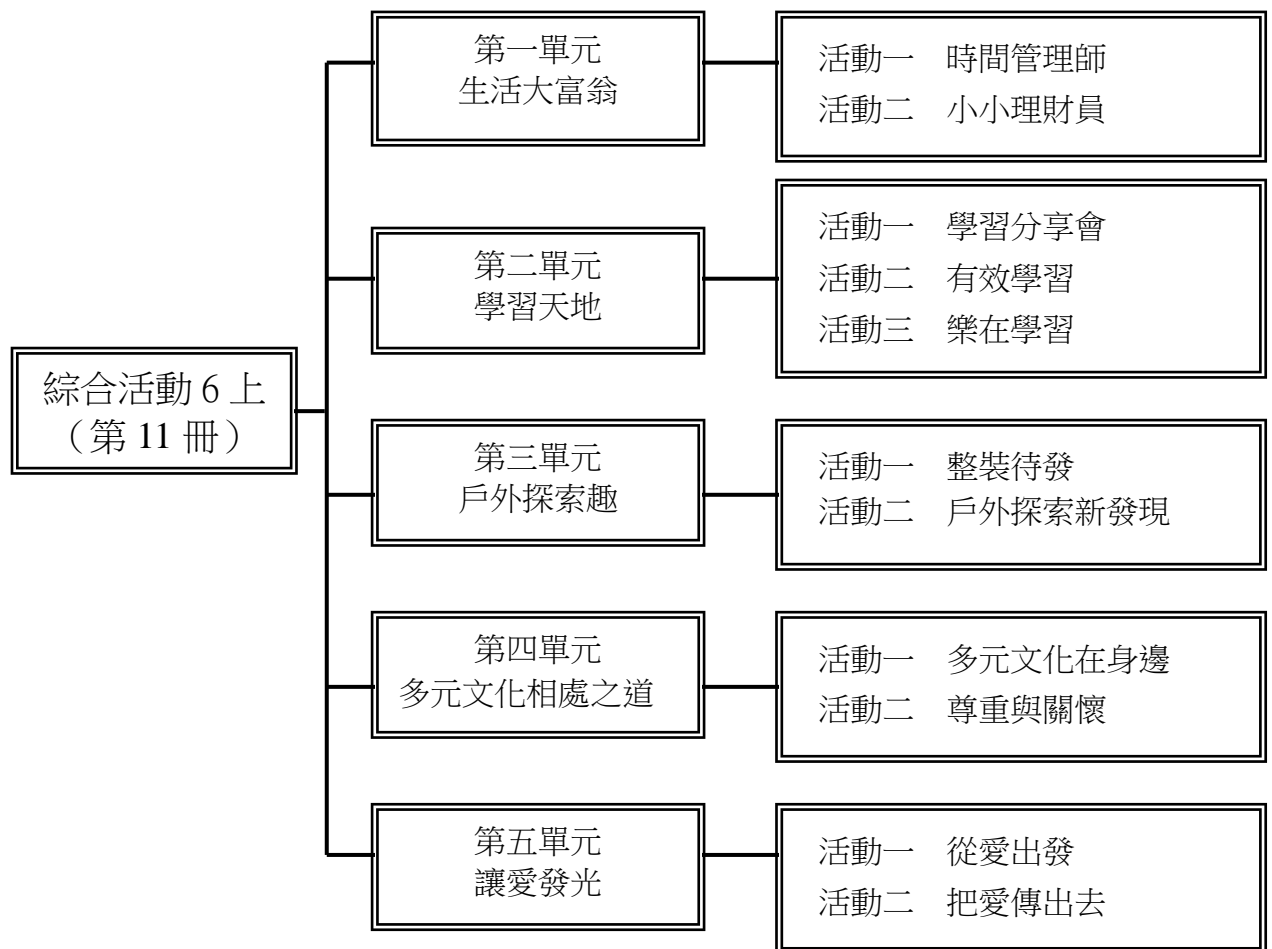 綜合活動 6 上
（第 11 冊）
第一單元
生活大富翁
活動一　時間管理師
活動二　小小理財員
第二單元
學習天地
活動一　學習分享會
活動二　有效學習
活動三　樂在學習
第三單元
戶外探索趣
活動一　整裝待發
活動二　戶外探索新發現
第四單元
多元文化相處之道
活動一　多元文化在身邊
活動二　尊重與關懷
第五單元
讓愛發光
活動一　從愛出發
活動二　把愛傳出去